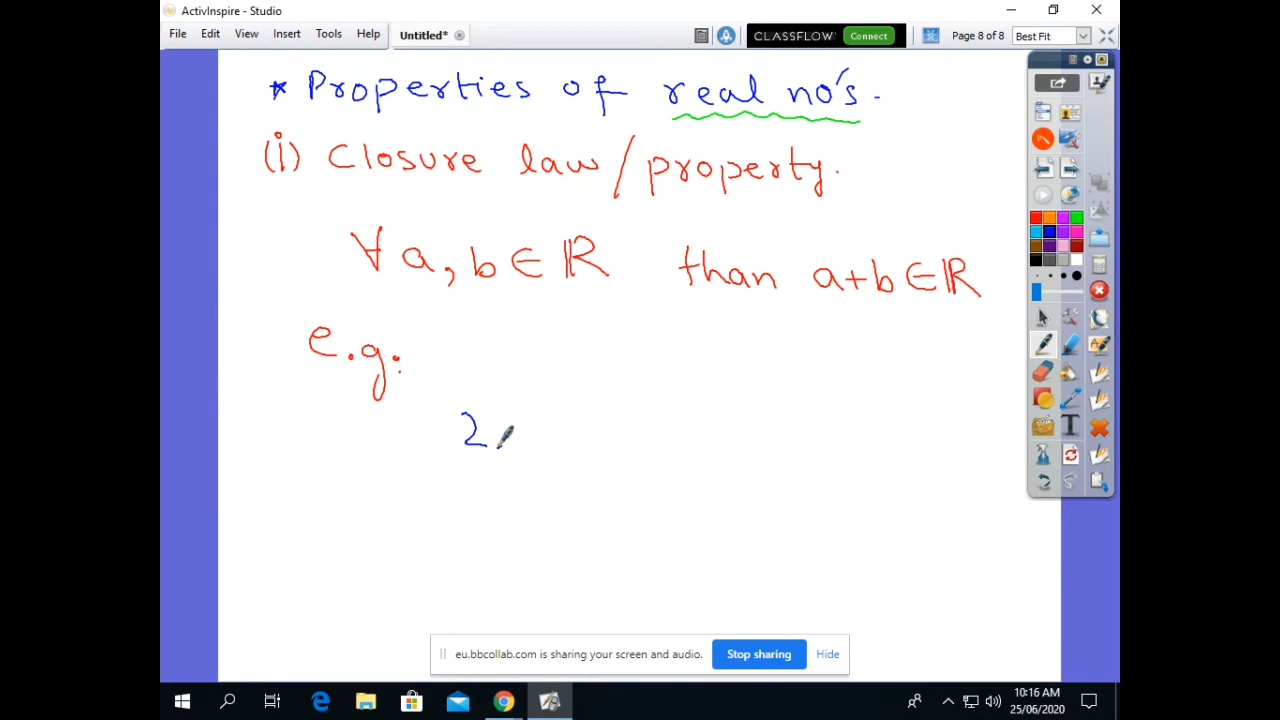 ActivInspire - Studio
File Edit View Insert Tools Help Untitled* CLASSFLOW Connect Page 8 of 8 Best Fit
* Properties of real no's.
(i) Closure law/property.
∀ a, b ∈ ℝ than a+b ∈ ℝ
e.g:
2,
eu.bbcollab.com is sharing your screen and audio. Stop sharing Hide
10:16 AM
25/06/2020